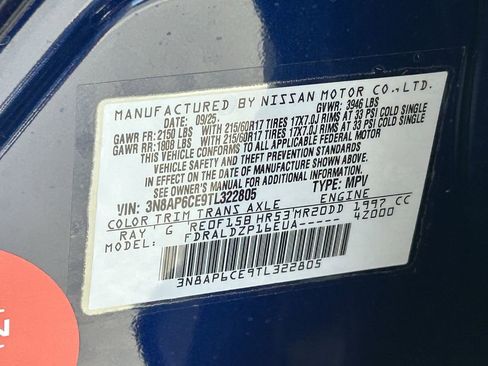 MANUFACTURED BY NISSAN MOTOR CO.,LTD.
DATE: 09/25 GVWR: 3946 LBS
GAWR FR: 2150 LBS WITH 215/60R17 TIRES 17X7.0J RIMS AT 33 PSI COLD SINGLE
GAWR RR: 1808 LBS WITH 215/60R17 TIRES 17X7.0J RIMS AT 33 PSI COLD SINGLE
THIS VEHICLE CONFORMS TO ALL APPLICABLE FEDERAL MOTOR
VEHICLE SAFETY AND THEFT PREVENTION STANDARDS IN
EFFECT ON THE DATE OF MANUFACTURE SHOWN ABOVE.
SEE OWNER'S MANUAL FOR ADDITIONAL INFORMATION.
VIN: 3N8AP6CE9TL322805 TYPE: MPV
COLOR TRIM TRANS AXLE ENGINE
RAY G RE0F15B HR53 MR20DD 1997 CC
FDRALDZP16EUA----- 4Z000
3N8AP6CE9TL322805
N